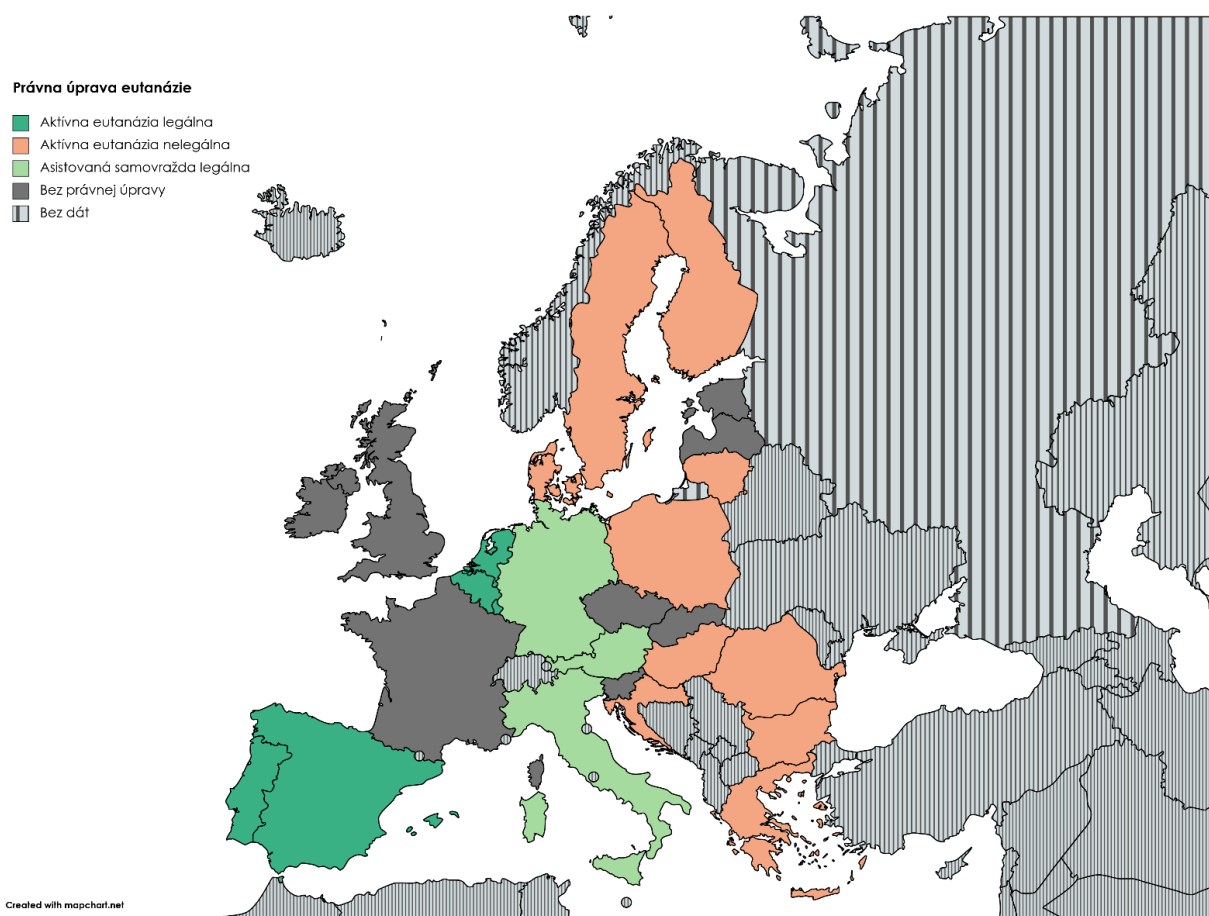 Právna úprava eutanázie
Aktívna eutanázia legálna
Aktívna eutanázia nelegálna
Asistovaná samovražda legálna
Bez právnej úpravy
Bez dát
Created with mapchart.net